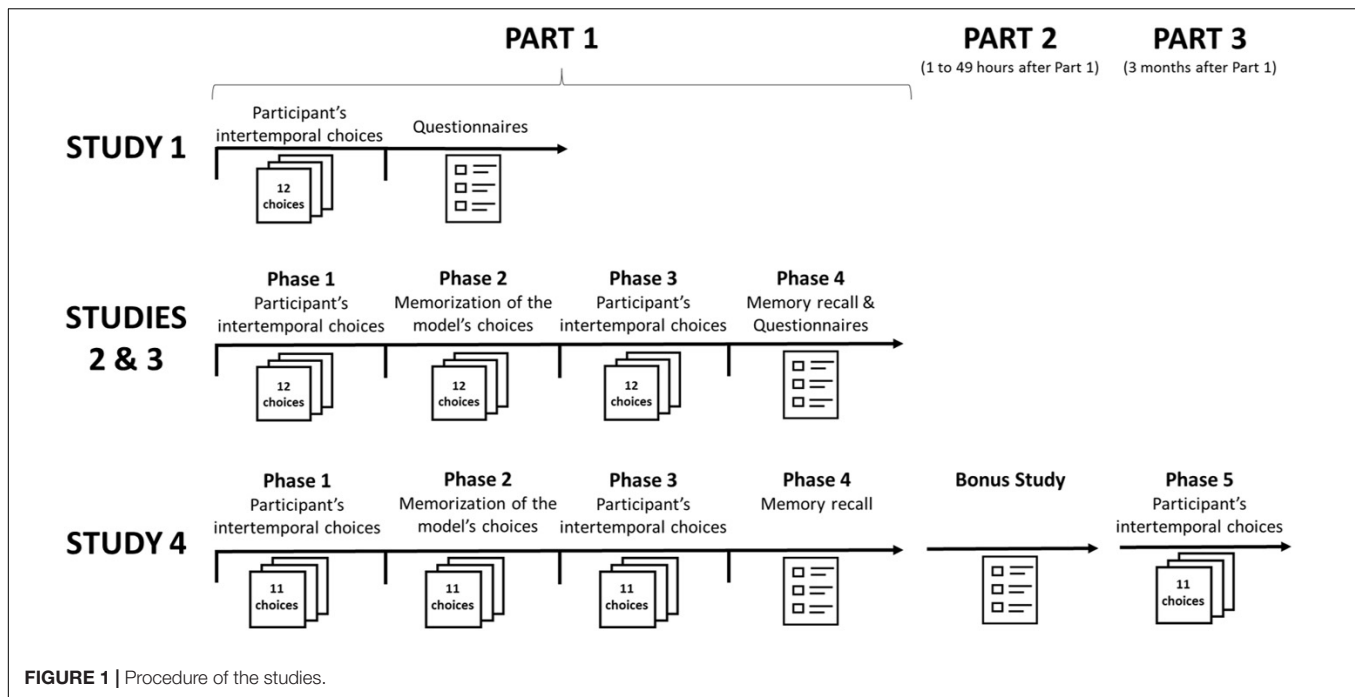 PART 1
PART 2
(1 to 49 hours after Part 1)
PART 3
(3 months after Part 1)
STUDY 1
Participant's
intertemporal choices
12
choices
Questionnaires
STUDIES
2 & 3
Phase 1
Participant's
intertemporal choices
12
choices
Phase 2
Memorization of the
model's choices
12
choices
Phase 3
Participant's
intertemporal choices
12
choices
Phase 4
Memory recall &
Questionnaires
STUDY 4
Phase 1
Participant's
intertemporal choices
11
choices
Phase 2
Memorization of the
model's choices
11
choices
Phase 3
Participant's
intertemporal choices
11
choices
Phase 4
Memory recall
Bonus Study
Phase 5
Participant's
intertemporal choices
11
choices
FIGURE 1 | Procedure of the studies.